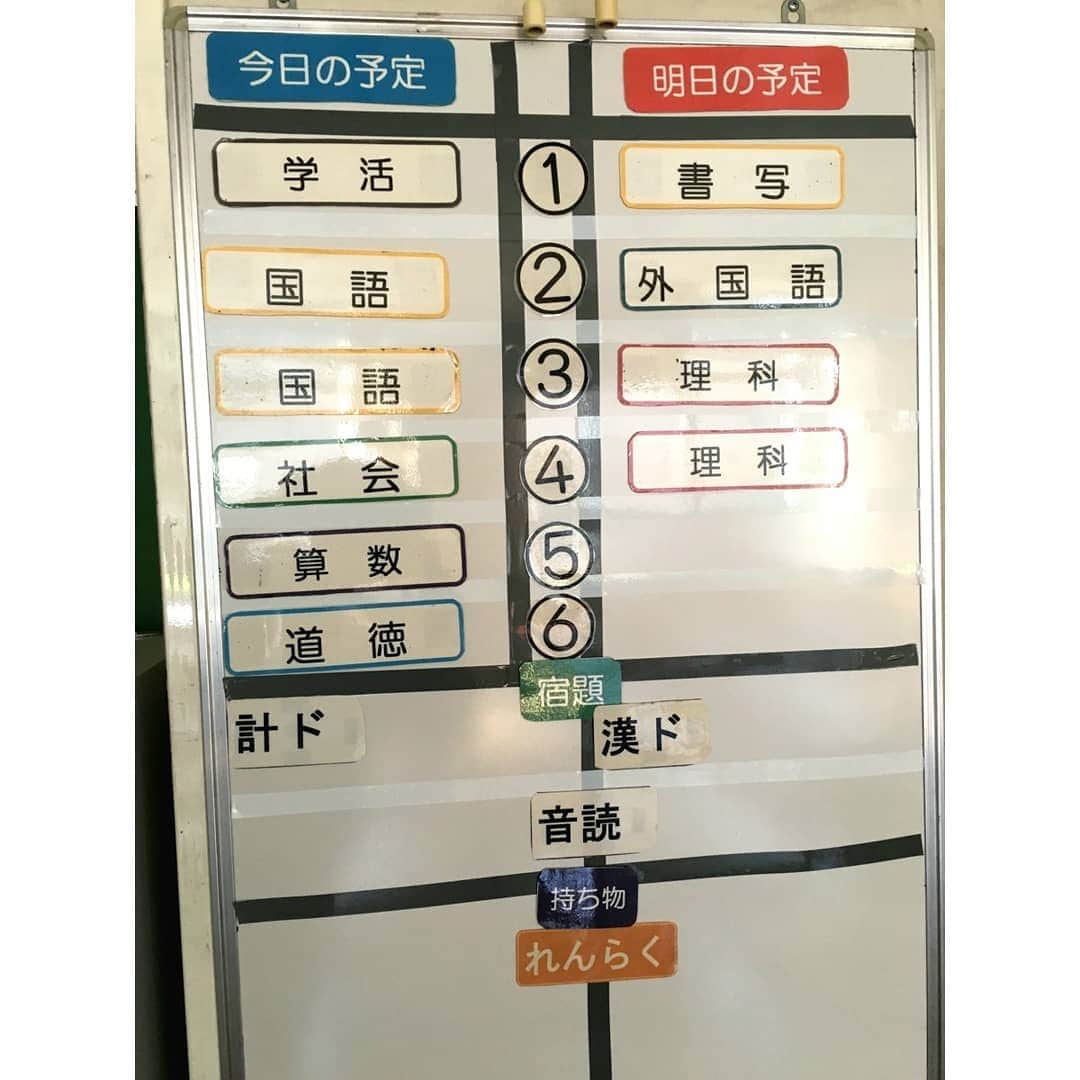 今日の予定 明日の予定
学活 ① 書写
国語 ② 外国語
国語 ③ 理科
社会 ④ 理科
算数 ⑤
道徳 ⑥
宿題
計ド 漢ド
音読
持ち物
れんらく